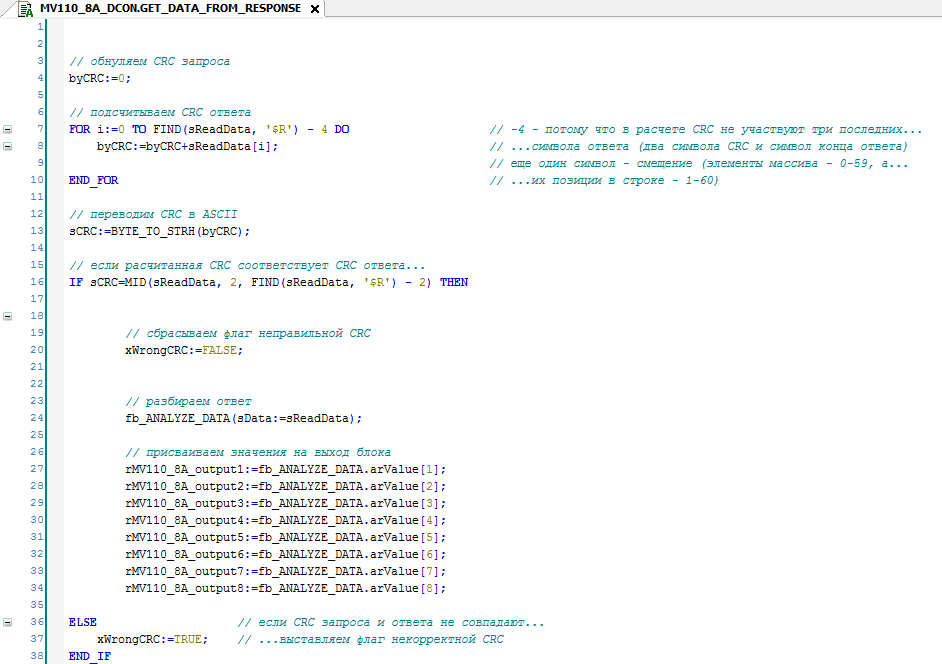 MV110_8A_DCON.GET_DATA_FROM_RESPONSE
1
2
3 // обнуляем CRC запроса
4 byCRC:=0;
5
6 // подсчитываем CRC ответа
7 FOR i:=0 TO FIND(sReadData, '$R') - 4 DO // -4 - потому что в расчете CRC не участвуют три последних...
8 byCRC:=byCRC+sReadData[i]; // ...символа ответа (два символа CRC и символ конца ответа)
9 // еще один символ - смещение (элементы массива - 0-59, а...
10 END_FOR // ...их позиции в строке - 1-60)
11
12 // переводим CRC в ASCII
13 sCRC:=BYTE_TO_STRH(byCRC);
14
15 // если расчитанная CRC соответствует CRC ответа...
16 IF sCRC=MID(sReadData, 2, FIND(sReadData, '$R') - 2) THEN
17
18
19 // сбрасываем флаг неправильной CRC
20 xWrongCRC:=FALSE;
21
22
23 // разбираем ответ
24 fb_ANALYZE_DATA(sData:=sReadData);
25
26 // присваиваем значения на выход блока
27 rMV110_8A_output1:=fb_ANALYZE_DATA.arValue[1];
28 rMV110_8A_output2:=fb_ANALYZE_DATA.arValue[2];
29 rMV110_8A_output3:=fb_ANALYZE_DATA.arValue[3];
30 rMV110_8A_output4:=fb_ANALYZE_DATA.arValue[4];
31 rMV110_8A_output5:=fb_ANALYZE_DATA.arValue[5];
32 rMV110_8A_output6:=fb_ANALYZE_DATA.arValue[6];
33 rMV110_8A_output7:=fb_ANALYZE_DATA.arValue[7];
34 rMV110_8A_output8:=fb_ANALYZE_DATA.arValue[8];
35
36 ELSE // если CRC запроса и ответа не совпадают...
37 xWrongCRC:=TRUE; // ...выставляем флаг некорректной CRC
38 END_IF